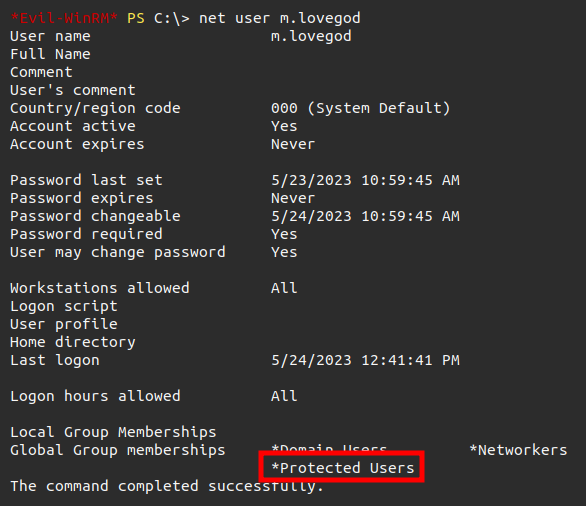 *Evil-WinRM* PS C:\> net user m.lovegod
User name                    m.lovegod
Full Name
Comment
User's comment
Country/region code          000 (System Default)
Account active               Yes
Account expires              Never
Password last set            5/23/2023 10:59:45 AM
Password expires             Never
Password changeable          5/24/2023 10:59:45 AM
Password required            Yes
User may change password     Yes
Workstations allowed         All
Logon script
User profile
Home directory
Last logon                   5/24/2023 12:41:41 PM
Logon hours allowed          All
Local Group Memberships
Global Group memberships     *Domain Users         *Networkers
                             *Protected Users
The command completed successfully.